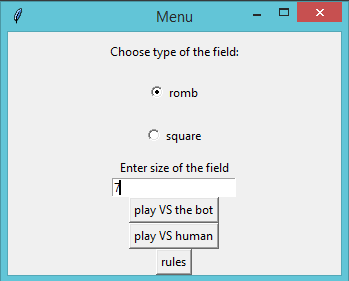 Menu
Choose type of the field:
romb
square
Enter size of the field
7
play VS the bot
play VS human
rules